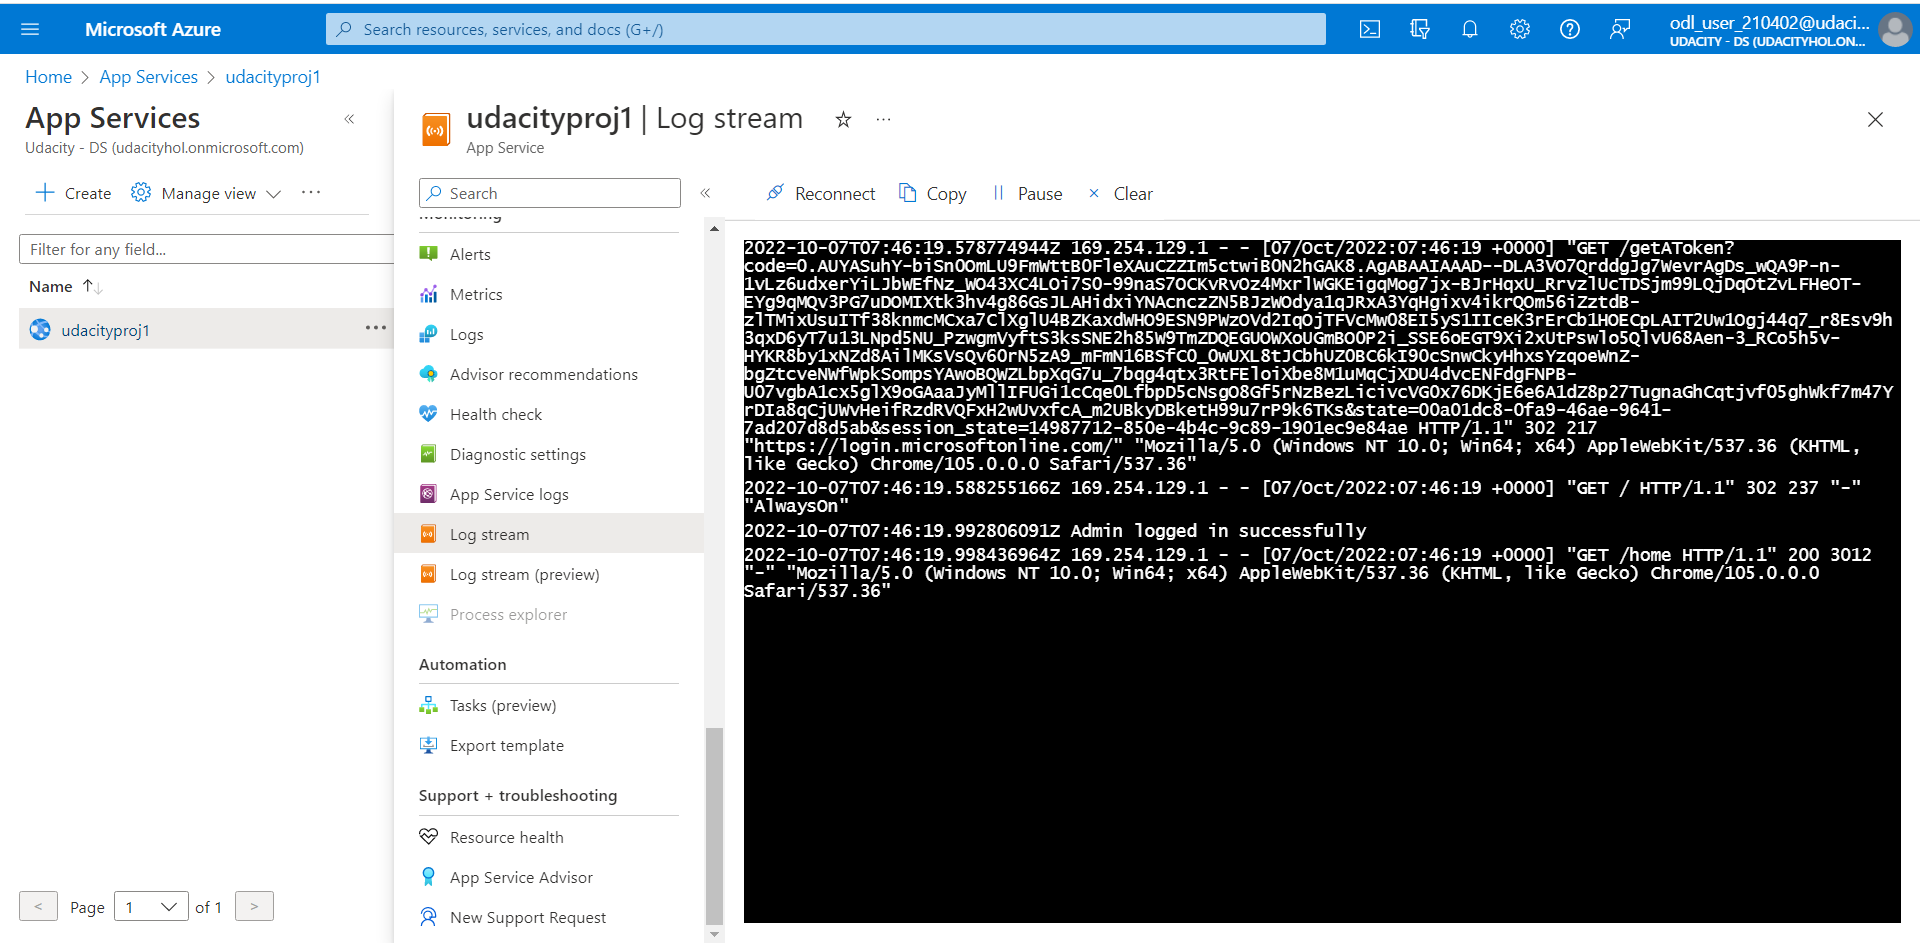 Microsoft Azure
Search resources, services, and docs (G+/)
odl_user_210402@udaci...
UDACITY - DS (UDACITYHOL.ON...
Home > App Services > udacityproj1
App Services
«
Udacity - DS (udacityhol.onmicrosoft.com)
Create
Manage view
...
Filter for any field...
Name
udacityproj1
...
< Page 1 of 1 >
udacityproj1 | Log stream
...
App Service
Search
«
Monitoring
Alerts
Metrics
Logs
Advisor recommendations
Health check
Diagnostic settings
App Service logs
Log stream
Log stream (preview)
Process explorer
Automation
Tasks (preview)
Export template
Support + troubleshooting
Resource health
App Service Advisor
New Support Request
Reconnect
Copy
Pause
Clear
2022-10-07T07:46:19.578774944Z 169.254.129.1 - - [07/Oct/2022:07:46:19 +0000] "GET /getAToken?
code=0.AUYASuhY-biSn0OmLU9FmWttB0FleXAuCZZIm5ctwiB0N2hGAK8.AgABAAIAAAD--DLA3VO7QrddgJg7WevrAgDs_wQA9P-n-
1vLz6udxerYiLJbWEfNz_WO43XC4LOi7S0-99naS7OCKvRvOz4MxrlWGKEigqMog7jx-BJrHqxU_RrvzlUcTDSjm99LQjDqOtZvLFHeOT-
EYg9qMQv3PG7uDOMIXtk3hv4g86GsJLAHidxiYNAcnczZN5BJzWOdya1qJRxA3YqHgixv4ikrQOm56iZztdB-
zlTMixUsuITf38knmcMCxa7ClXglU4BZKaxdWHO9ESN9PWzOVd2IqOjTFVcMw08EI5yS1IIceK3rErCb1HOECpLAIT2Uw1Ogj44q7_r8Esv9h
3qxD6yT7u13LNpd5NU_PzwgmVyftS3ksSNE2h85W9TmZDQEGUOWXoUGmBO0P2i_SSE6oEGT9Xi2xUtPswlo5QlvU68Aen-3_RCo5h5v-
HYKR8by1xNZd8AilMKsVsQv6OrN5zA9_mFmN16BSfC0_OwUXL8tJCbhUZ0BC6kI9OcSnwCkyHhxsYzqoeWnZ-
bgZtcveNWfWpkSompsYAwoBQWZLbpXqG7u_7bqg4qtx3RtFEloiXbe8M1uMqCjXDU4dvcENFdgFNPB-
U07vgbA1cx5glX9oGAaaJyMllIFUGi1cCqe0LfbpD5cNsgO8Gf5rNzBezLicivcVG0x76DKjE6e6A1dZ8p27TugnaGhCqtjvf05ghWkf7m47Y
rDIa8qCjUWvHeifRzdRVQFxH2wUvxfcA_m2UBkyDBketH99u7rP9k6TKs&state=00a01dc8-0fa9-46ae-9641-
7ad207d8d5ab&session_state=14987712-850e-4b4c-9c89-1901ec9e84ae HTTP/1.1" 302 217
"https://login.microsoftonline.com/" "Mozilla/5.0 (Windows NT 10.0; Win64; x64) AppleWebKit/537.36 (KHTML,
like Gecko) Chrome/105.0.0.0 Safari/537.36"
2022-10-07T07:46:19.588255166Z 169.254.129.1 - - [07/Oct/2022:07:46:19 +0000] "GET / HTTP/1.1" 302 237 "-"
"AlwaysOn"
2022-10-07T07:46:19.992806091Z Admin logged in successfully
2022-10-07T07:46:19.998436964Z 169.254.129.1 - - [07/Oct/2022:07:46:19 +0000] "GET /home HTTP/1.1" 200 3012
"-" "Mozilla/5.0 (Windows NT 10.0; Win64; x64) AppleWebKit/537.36 (KHTML, like Gecko) Chrome/105.0.0.0
Safari/537.36"